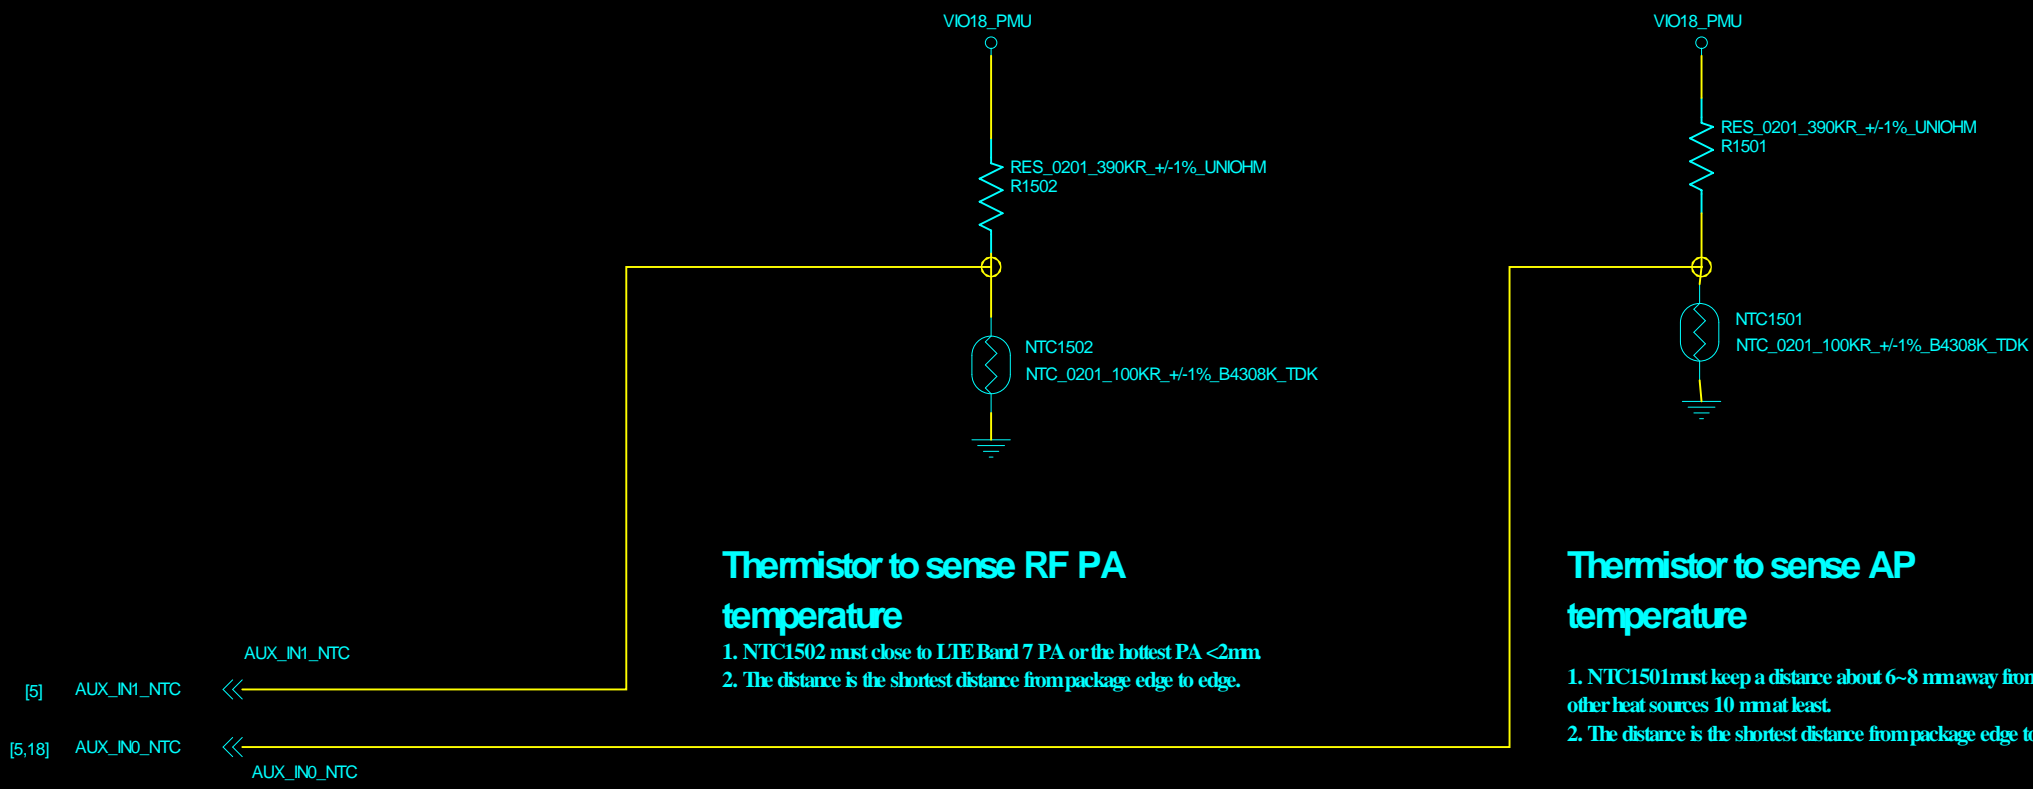 VIO18_PMU
RES_0201_390KR_+/-1%_UNIOHM
R1502
NTC1502
NTC_0201_100KR_+/-1%_B4308K_TDK
VIO18_PMU
RES_0201_390KR_+/-1%_UNIOHM
R1501
NTC1501
NTC_0201_100KR_+/-1%_B4308K_TDK
Thermistor to sense RF PA
temperature
1. NTC1502 must close to LTE Band 7 PA or the hottest PA <2mm.
2. The distance is the shortest distance from package edge to edge.
Thermistor to sense AP
temperature
1. NTC1501 must keep a distance about 6~8 mm away from
other heat sources 10 mm at least.
2. The distance is the shortest distance from package edge to
AUX_IN1_NTC
[5] AUX_IN1_NTC
[5,18] AUX_IN0_NTC
AUX_IN0_NTC